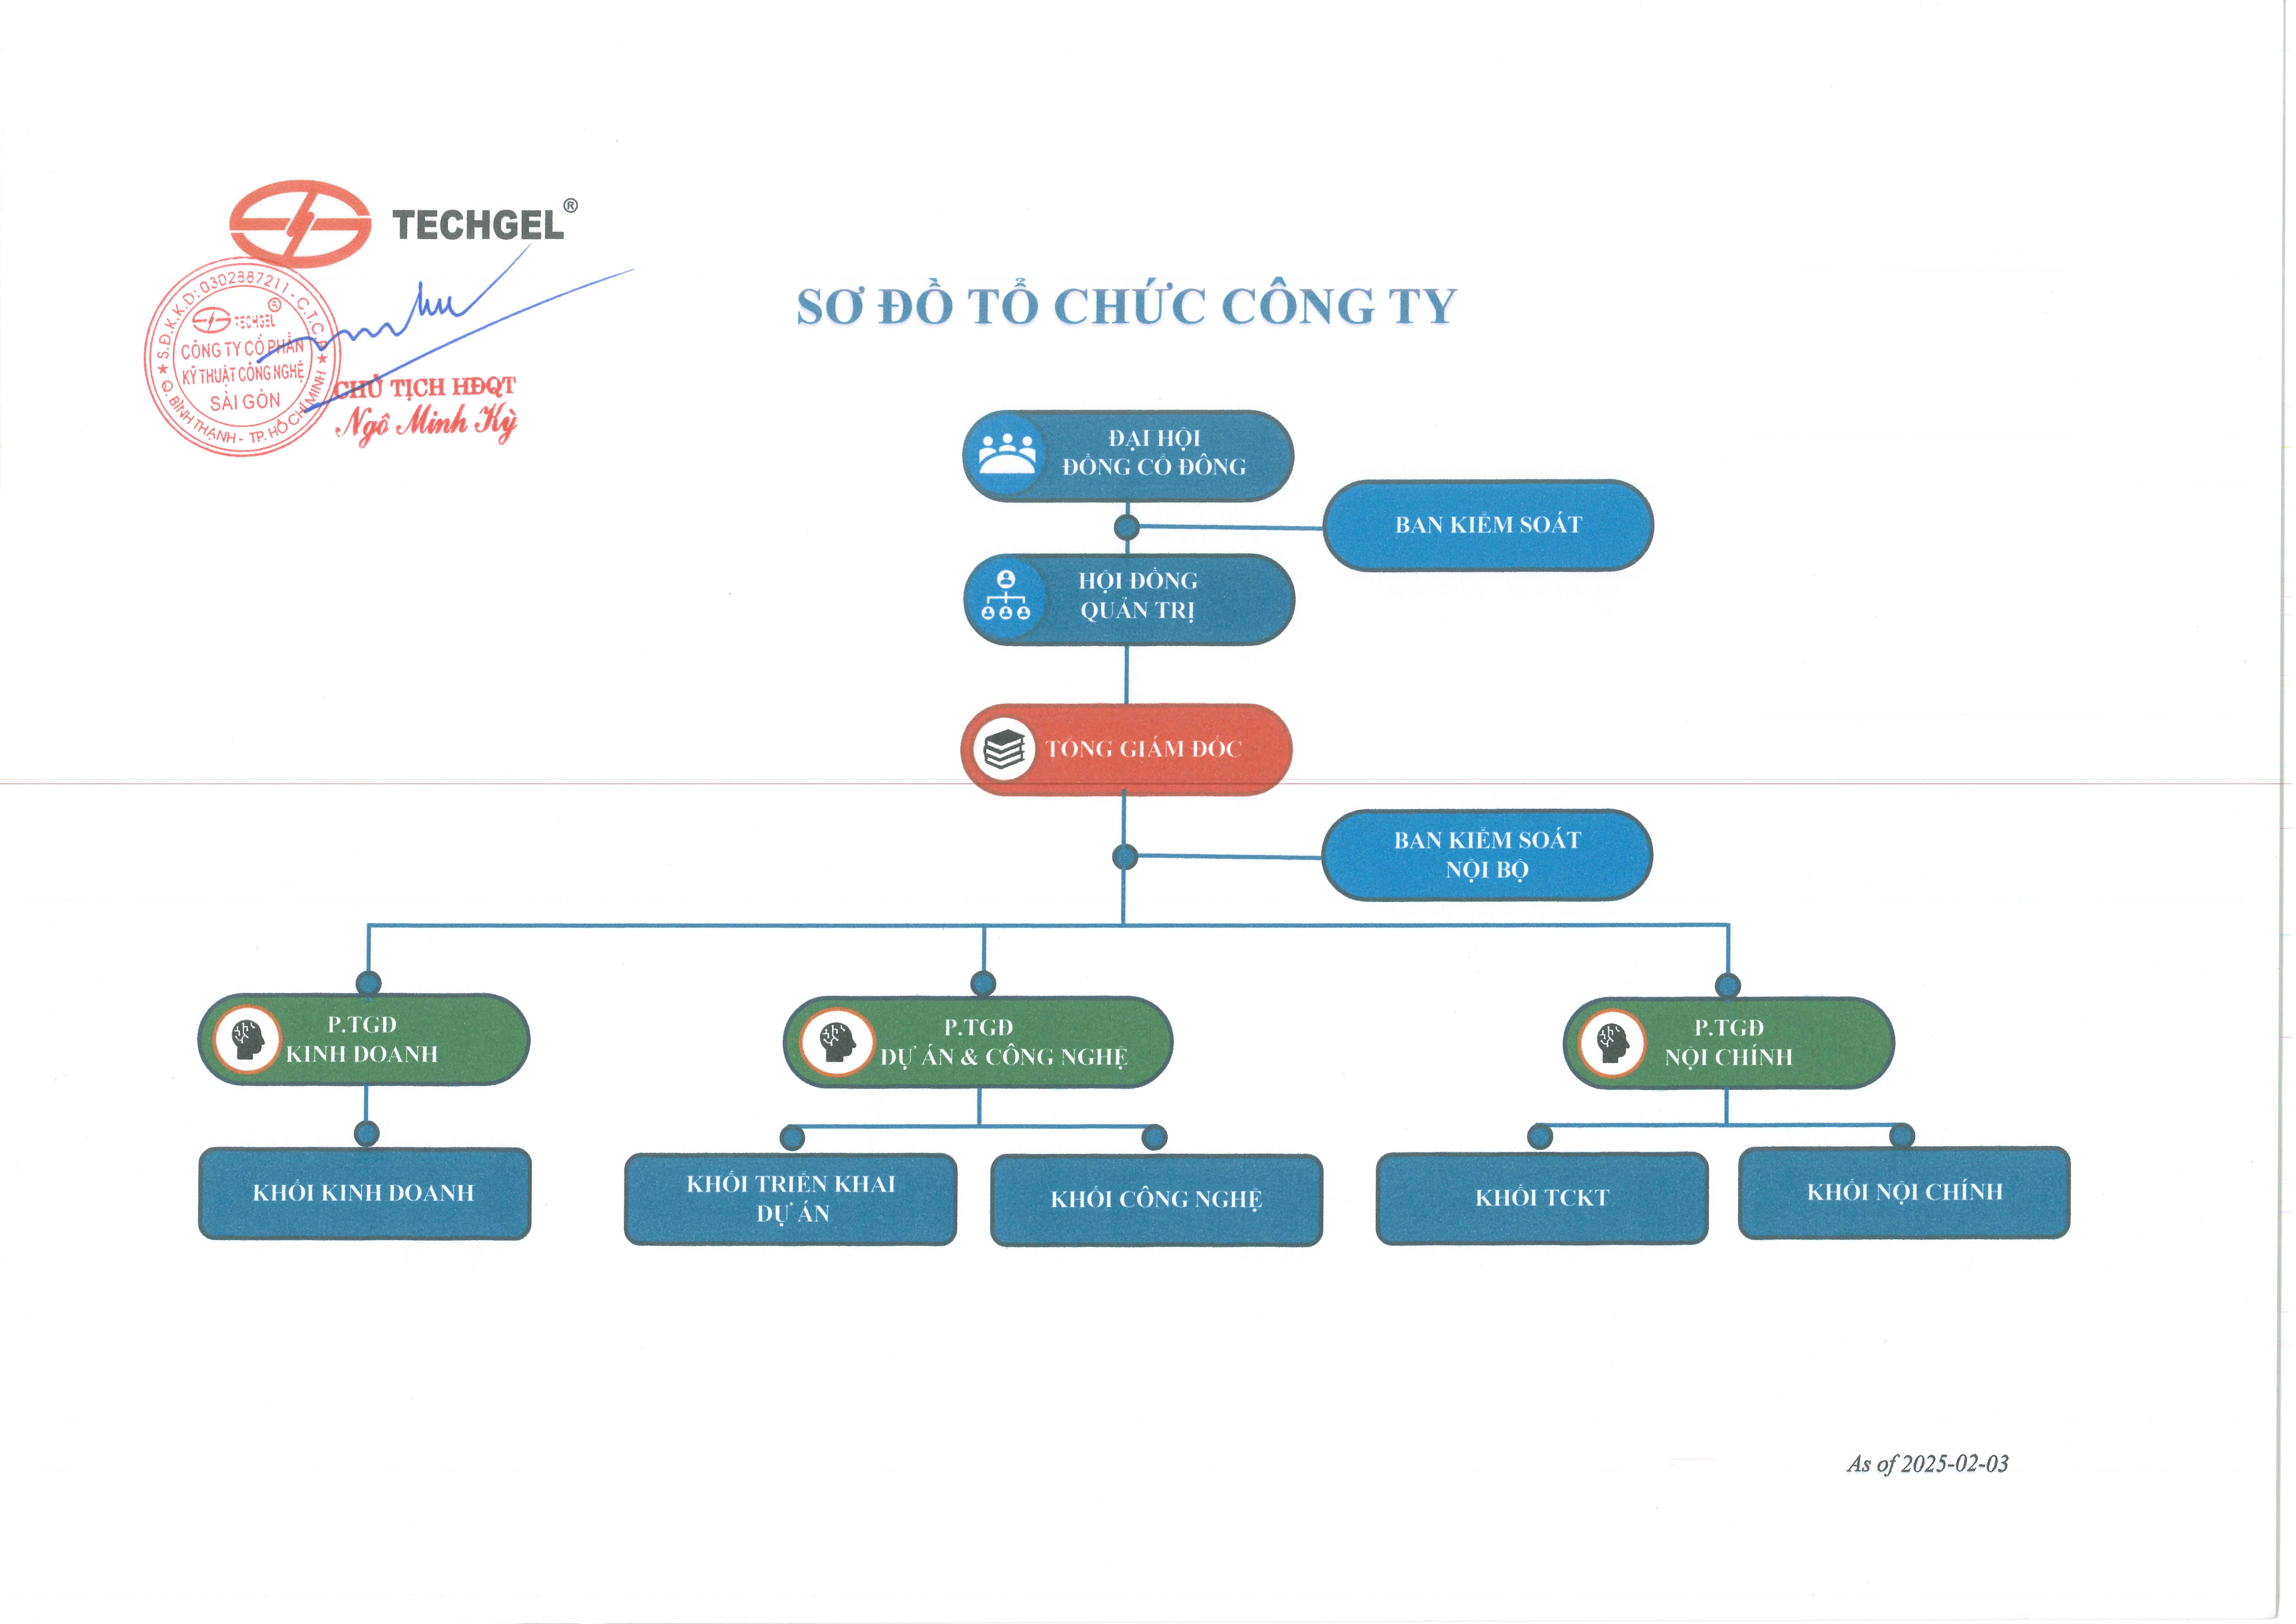 TECHGEL®
S.Đ.K.K.D: 0302887211 - C.T.C.P
TECHGEL ®
CÔNG TY CỔ PHẦN
KỸ THUẬT CÔNG NGHỆ
SÀI GÒN
Q. BÌNH THẠNH - TP. HỒ CHÍ MINH
CHỦ TỊCH HĐQT
Ngô Minh Kỳ
SƠ ĐỒ TỔ CHỨC CÔNG TY
ĐẠI HỘI
ĐỒNG CỔ ĐÔNG
BAN KIỂM SOÁT
HỘI ĐỒNG
QUẢN TRỊ
TỔNG GIÁM ĐỐC
BAN KIỂM SOÁT
NỘI BỘ
P.TGĐ
KINH DOANH
P.TGĐ
DỰ ÁN & CÔNG NGHỆ
P.TGĐ
NỘI CHÍNH
KHỐI KINH DOANH
KHỐI TRIỂN KHAI
DỰ ÁN
KHỐI CÔNG NGHỆ
KHỐI TCKT
KHỐI NỘI CHÍNH
As of 2025-02-03